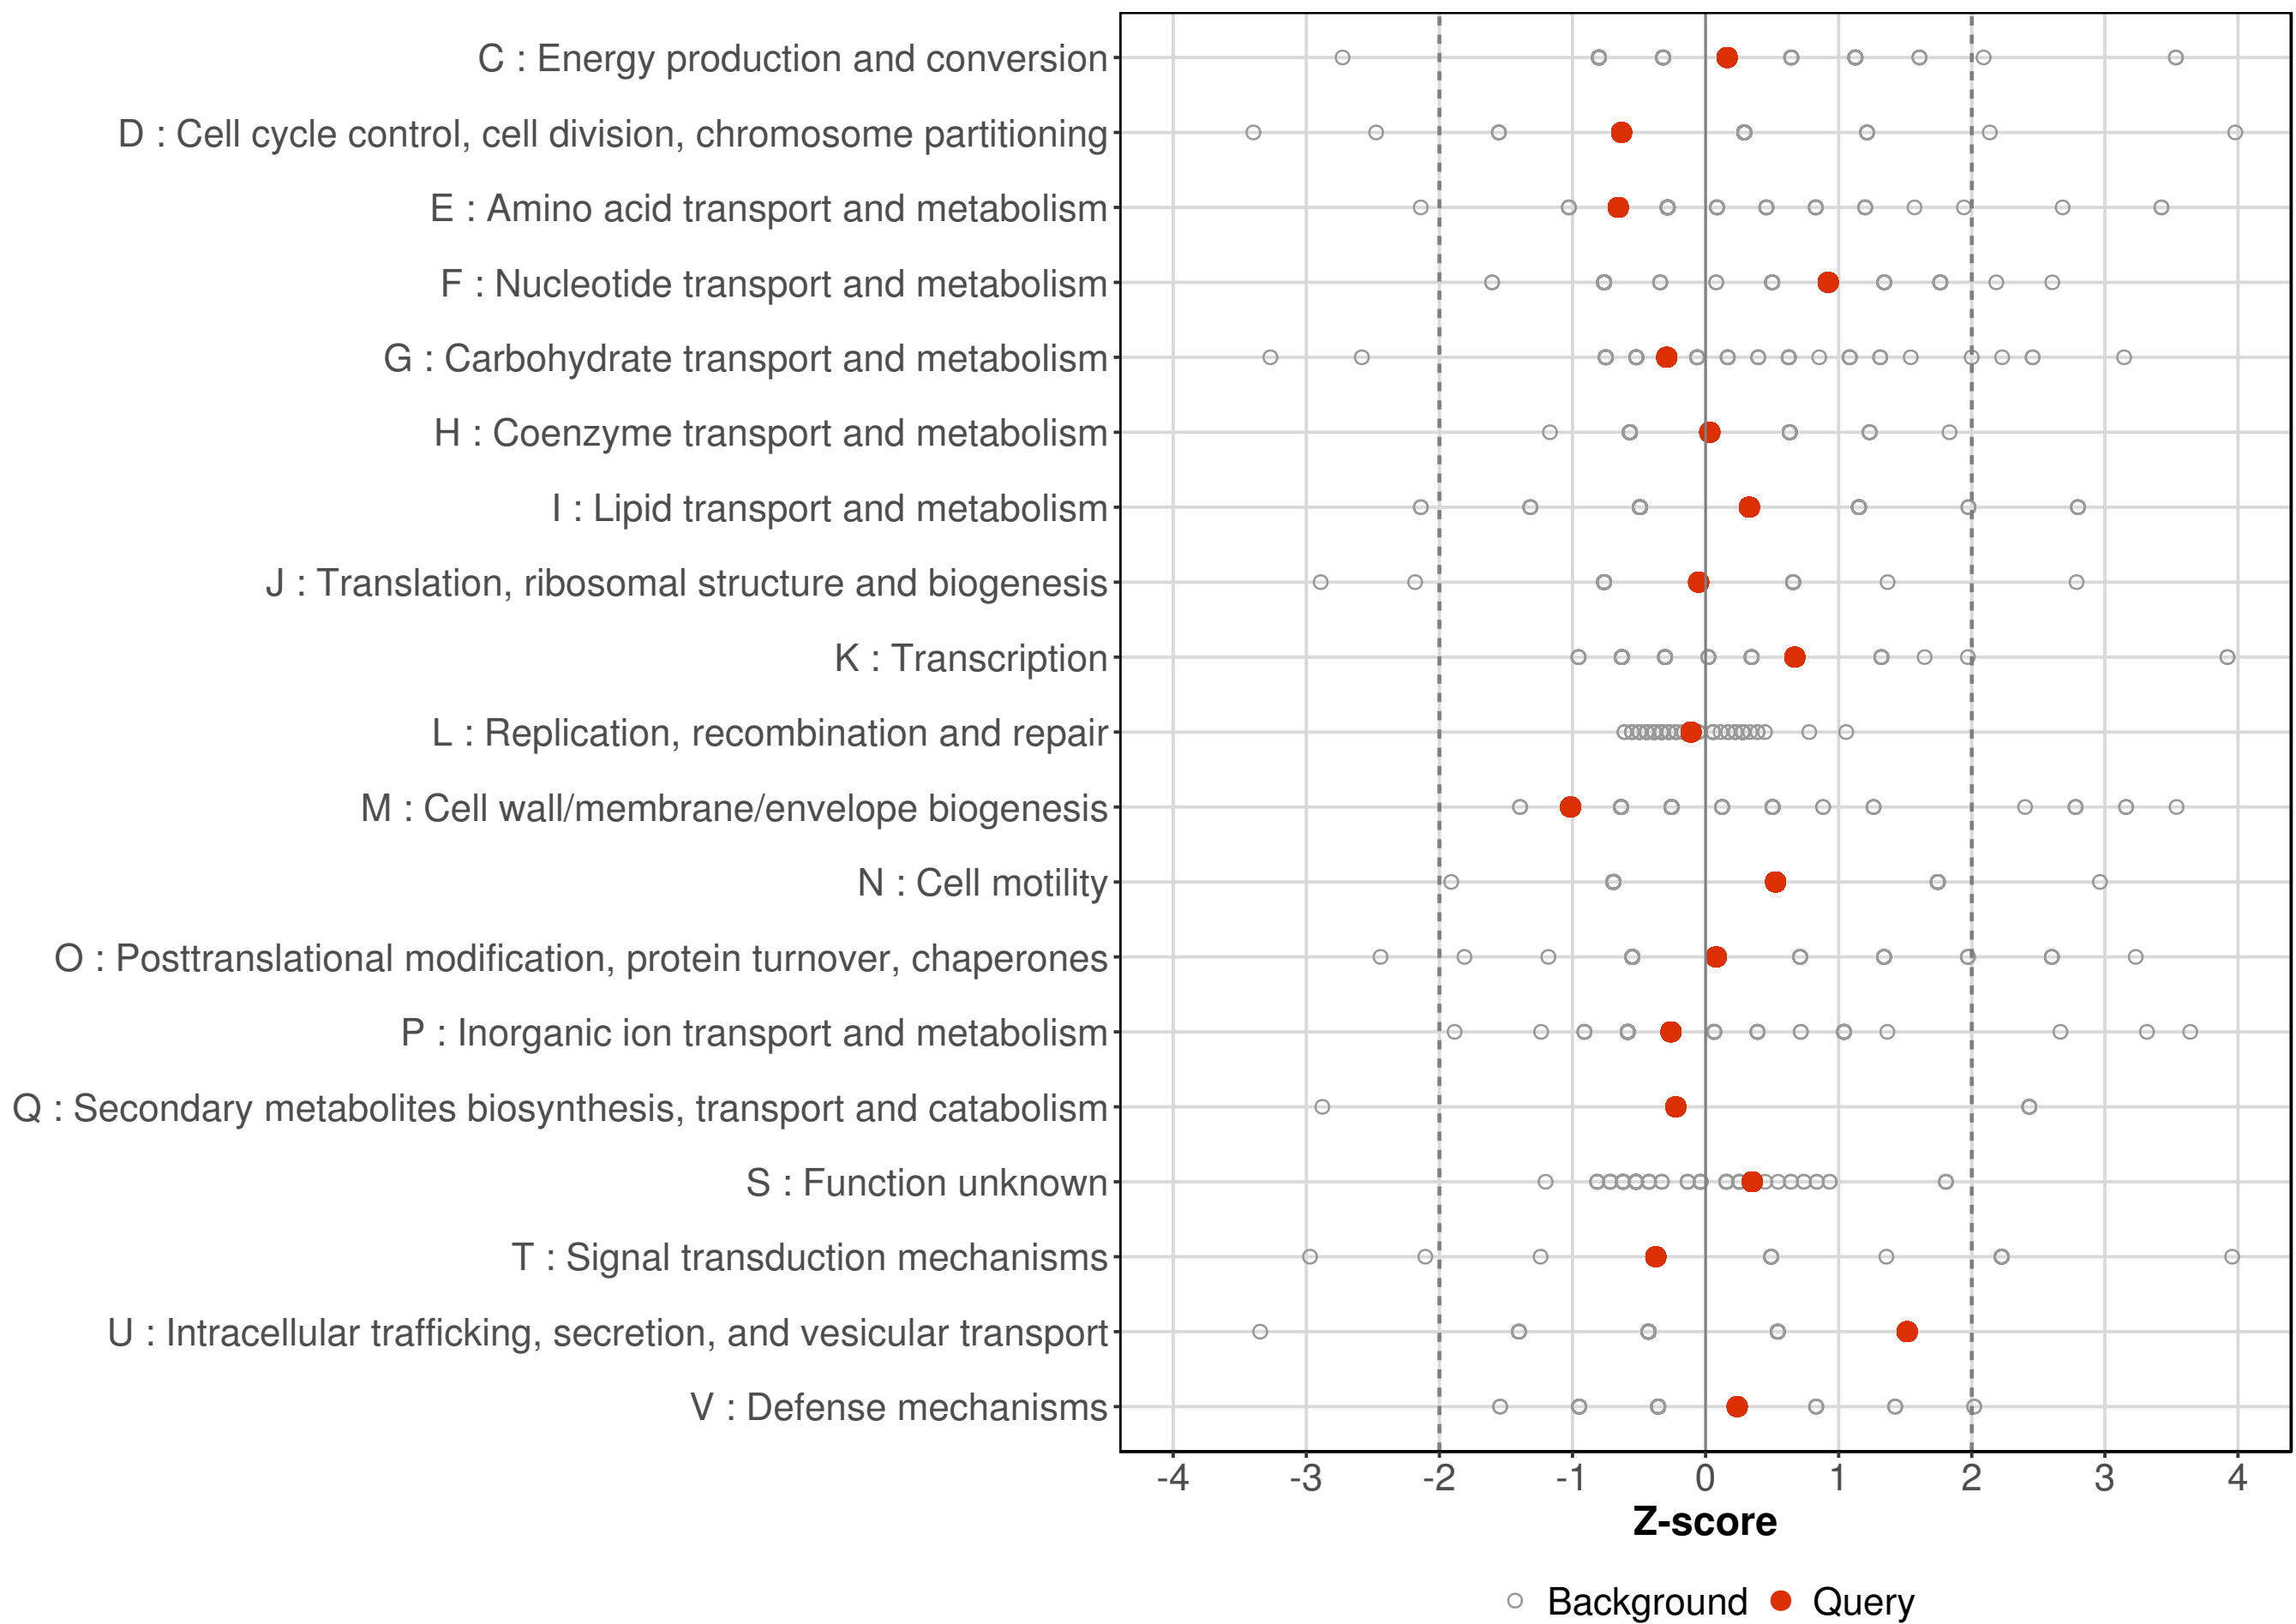 C : Energy production and conversion
D : Cell cycle control, cell division, chromosome partitioning
E : Amino acid transport and metabolism
F : Nucleotide transport and metabolism
G : Carbohydrate transport and metabolism
H : Coenzyme transport and metabolism
I : Lipid transport and metabolism
J : Translation, ribosomal structure and biogenesis
K : Transcription
L : Replication, recombination and repair
M : Cell wall/membrane/envelope biogenesis
N : Cell motility
O : Posttranslational modification, protein turnover, chaperones
P : Inorganic ion transport and metabolism
Q : Secondary metabolites biosynthesis, transport and catabolism
S : Function unknown
T : Signal transduction mechanisms
U : Intracellular trafficking, secretion, and vesicular transport
V : Defense mechanisms
-4 -3 -2 -1 0 1 2 3 4
Z-score
Background Query